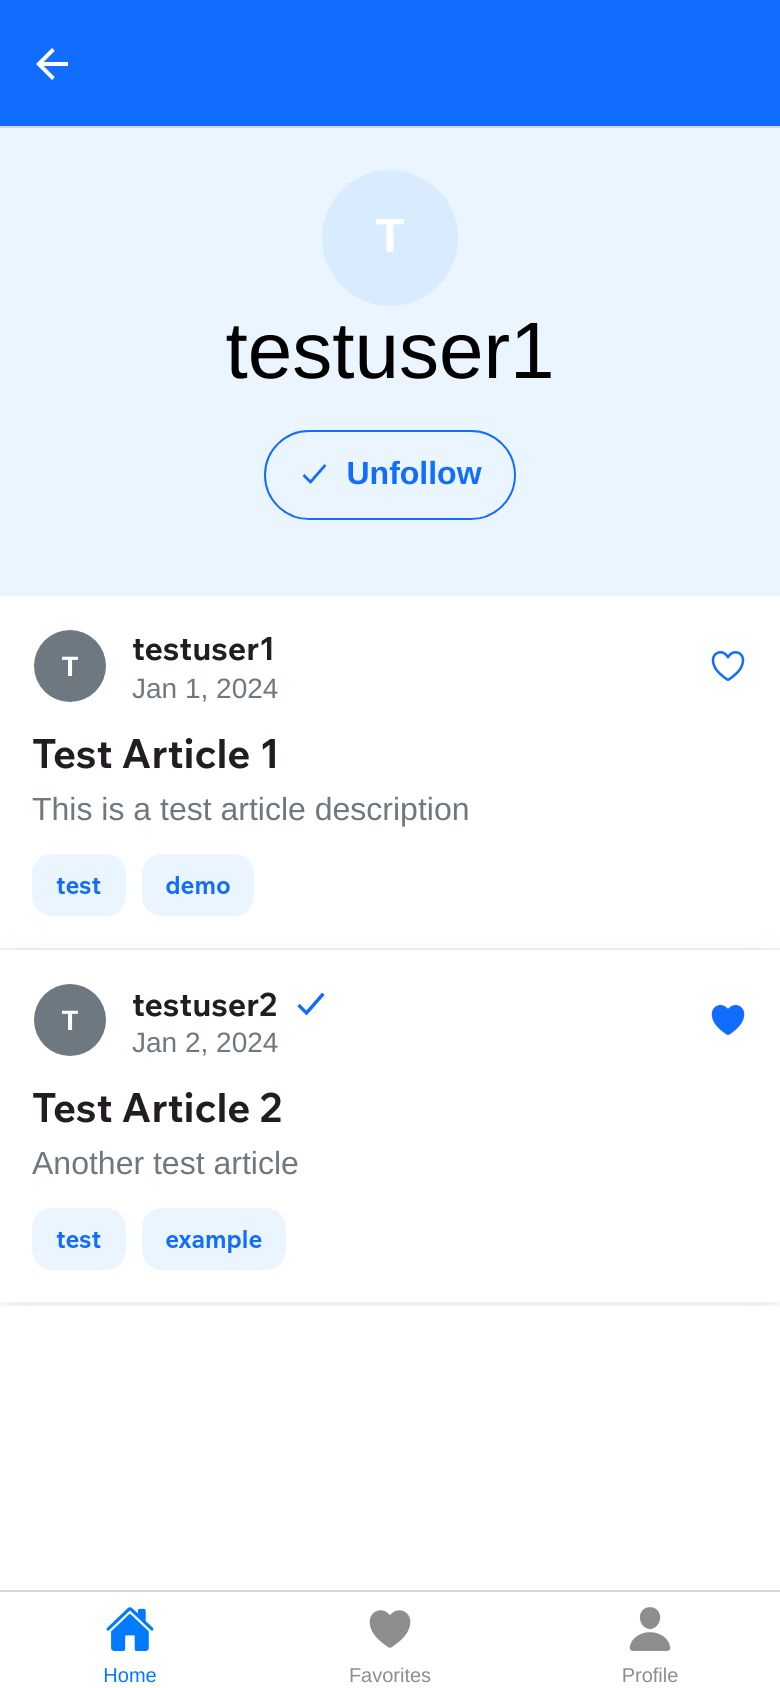 T
testuser1
Unfollow
T
testuser1
Jan 1, 2024
Test Article 1
This is a test article description
test demo
T
testuser2
Jan 2, 2024
Test Article 2
Another test article
test example
Home Favorites Profile